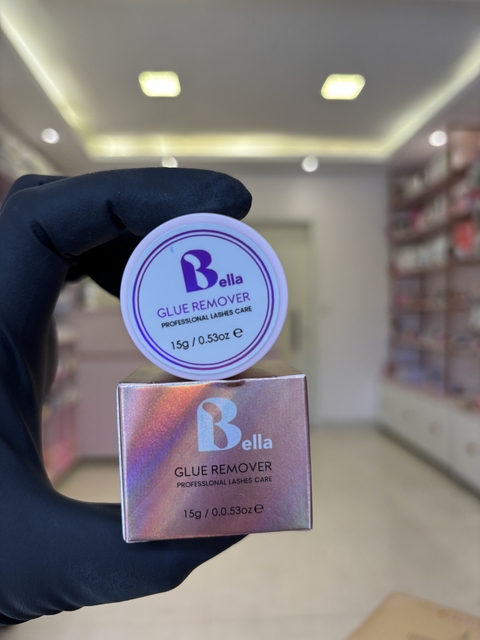 Bella
GLUE REMOVER
PROFESSIONAL LASHES CARE
15g / 0.53oz ℮
Bella
GLUE REMOVER
PROFESSIONAL LASHES CARE
15g / 0.0.53oz ℮